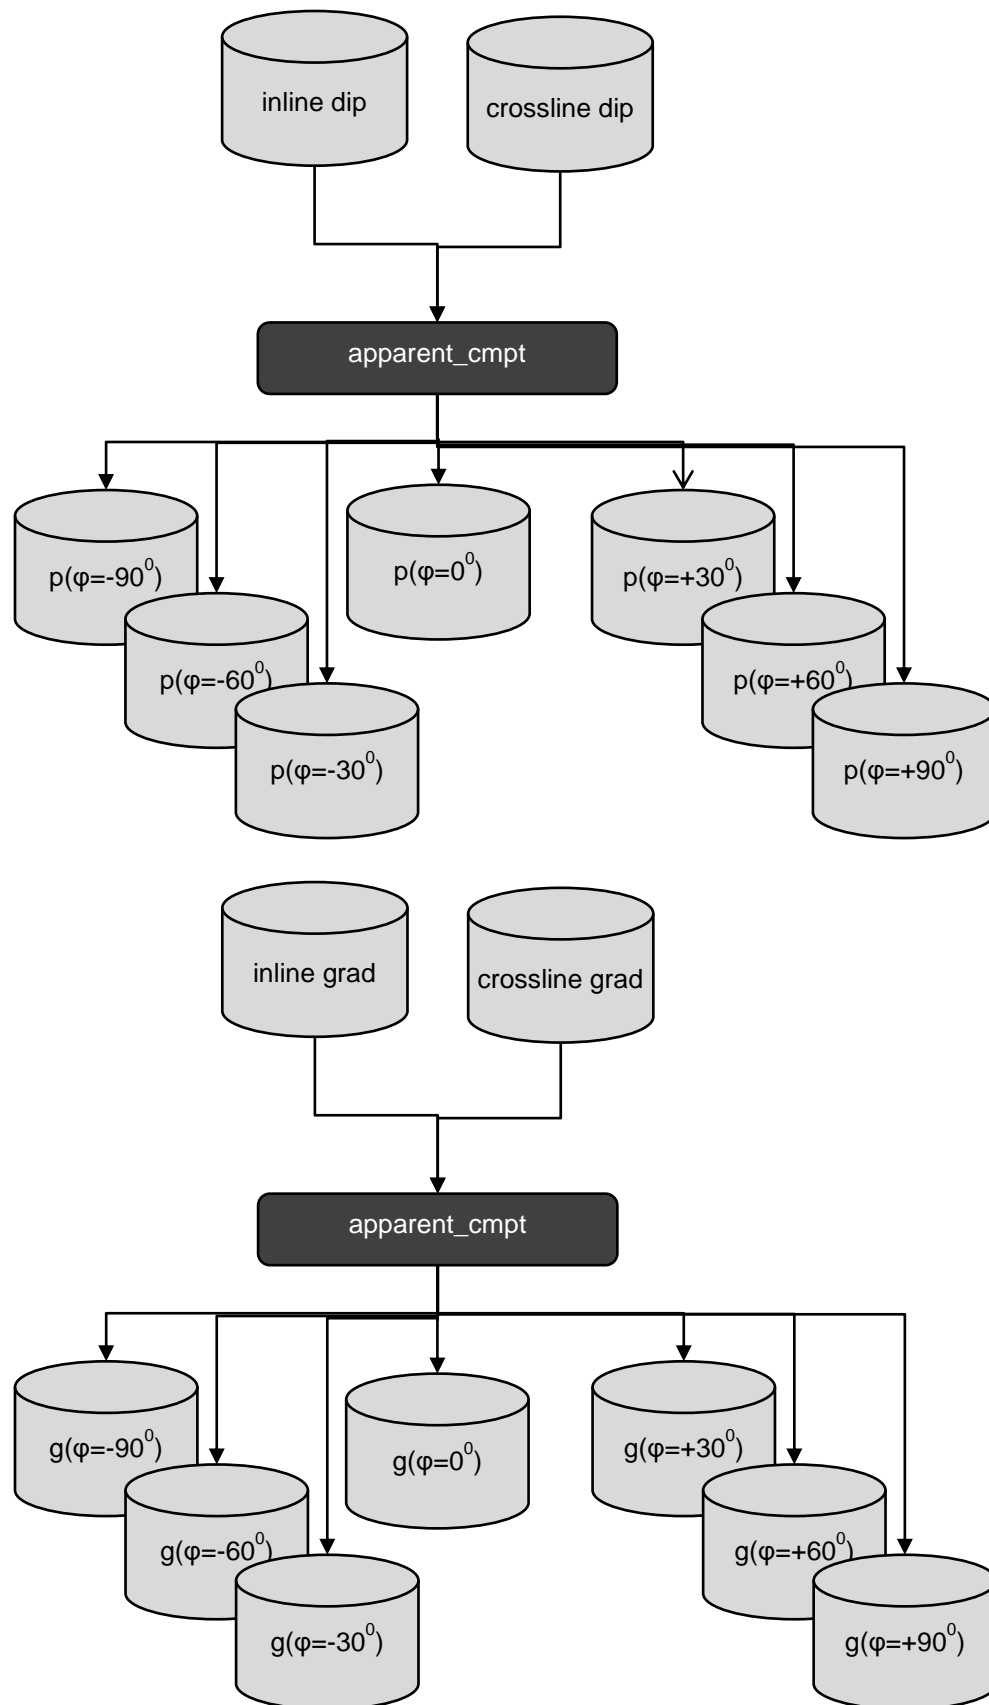 inline dip
crossline dip
apparent_cmpt
p(φ=-90⁰)
p(φ=0⁰)
p(φ=+30⁰)
p(φ=-60⁰)
p(φ=+60⁰)
p(φ=-30⁰)
p(φ=+90⁰)
inline grad
crossline grad
apparent_cmpt
g(φ=-90⁰)
g(φ=0⁰)
g(φ=+30⁰)
g(φ=-60⁰)
g(φ=+60⁰)
g(φ=-30⁰)
g(φ=+90⁰)